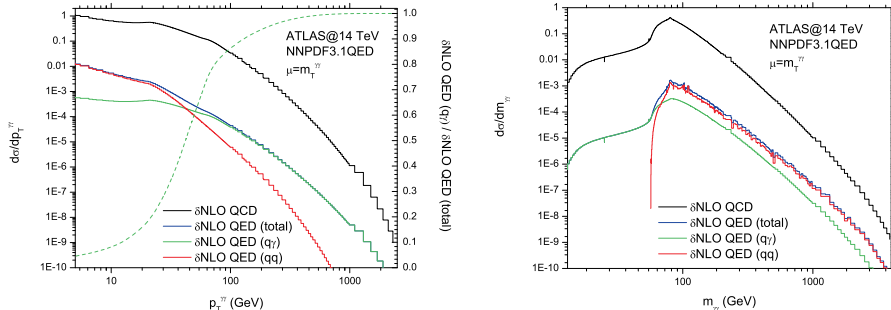 ATLAS@14 TeV
NNPDF3.1QED
μ=m_T^γγ
dσ/dp_T^γγ
1
0.1
0.01
1E-3
1E-4
1E-5
1E-6
1E-7
1E-8
1E-9
1E-10
δNLO QCD
δNLO QED (total)
δNLO QED (qγ)
δNLO QED (qq)
10
100
1000
p_T^γγ (GeV)
1.0
0.9
0.8
0.7
0.6
0.5
0.4
0.3
0.2
0.1
0.0
δNLO QED (qγ) / δNLO QED (total)
ATLAS@14 TeV
NNPDF3.1QED
μ=m_T^γγ
dσ/dm_γγ
1
0.1
0.01
1E-3
1E-4
1E-5
1E-6
1E-7
1E-8
1E-9
1E-10
δNLO QCD
δNLO QED (total)
δNLO QED (qγ)
δNLO QED (qq)
100
1000
m_γγ (GeV)